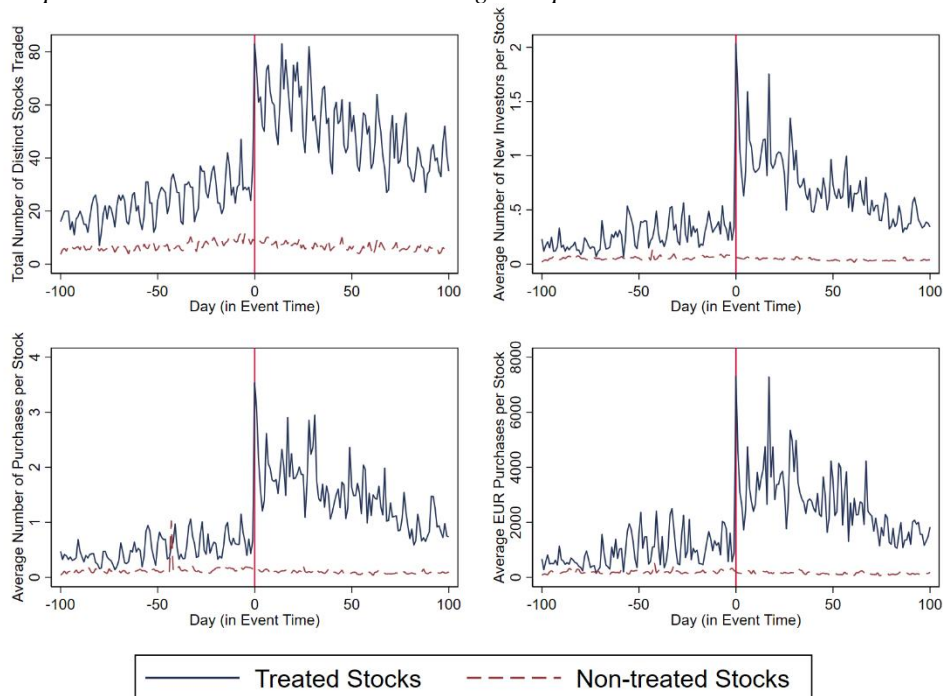 Total Number of Distinct Stocks Traded
80
60
40
20
0
-100 -50 0 50 100
Day (in Event Time)
Average Number of New Investors per Stock
2
1.5
1
.5
0
-100 -50 0 50 100
Day (in Event Time)
Average Number of Purchases per Stock
4
3
2
1
0
-100 -50 0 50 100
Day (in Event Time)
Average EUR Purchases per Stock
8000
6000
4000
2000
0
-100 -50 0 50 100
Day (in Event Time)
Treated Stocks Non-treated Stocks